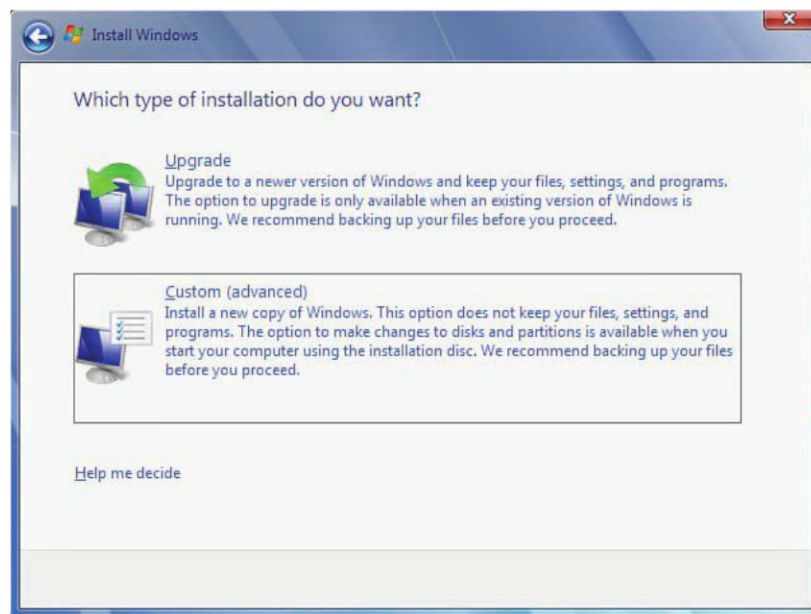 Install Windows
Which type of installation do you want?
Upgrade
Upgrade to a newer version of Windows and keep your files, settings, and programs.
The option to upgrade is only available when an existing version of Windows is
running. We recommend backing up your files before you proceed.
Custom (advanced)
Install a new copy of Windows. This option does not keep your files, settings, and
programs. The option to make changes to disks and partitions is available when you
start your computer using the installation disc. We recommend backing up your files
before you proceed.
Help me decide